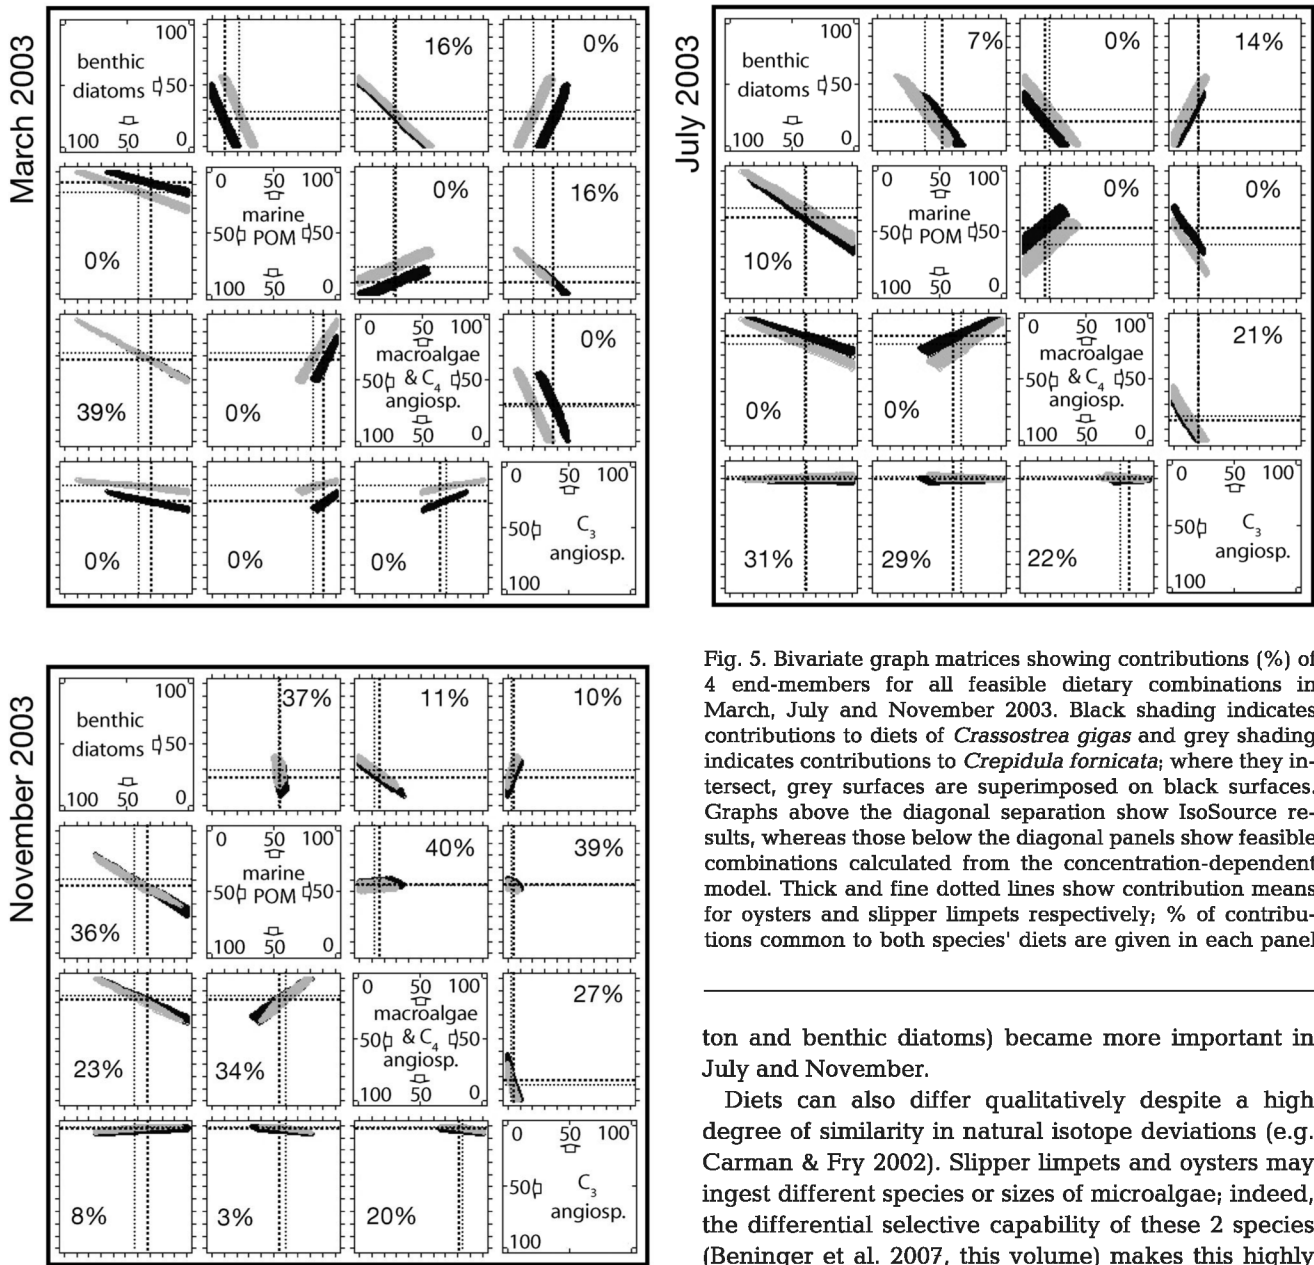 March 2003
benthic
diatoms
100
50
100 50 0
16%
0%
0%
0 50 100
marine
50 POM 50
100 50 0
0%
16%
39%
0%
0 50 100
macroalgae
50 & C4 50
angiosp.
100 50 0
0%
0%
0%
0%
0 50 100
50 C3
angiosp.
100
July 2003
benthic
diatoms
100
50
100 50 0
7%
0%
14%
10%
0 50 100
marine
50 POM 50
100 50 0
0%
0%
0%
0%
0 50 100
macroalgae
50 & C4 50
angiosp.
100 50 0
21%
31%
29%
22%
0 50 100
50 C3
angiosp.
100
November 2003
benthic
diatoms
100
50
100 50 0
37%
11%
10%
36%
0 50 100
marine
50 POM 50
100 50 0
40%
39%
23%
34%
0 50 100
macroalgae
50 & C4 50
angiosp.
100 50 0
27%
8%
3%
20%
0 50 100
50 C3
angiosp.
100
Fig. 5. Bivariate graph matrices showing contributions (%) of
4 end-members for all feasible dietary combinations in
March, July and November 2003. Black shading indicates
contributions to diets of Crassostrea gigas and grey shading
indicates contributions to Crepidula fornicata; where they in-
tersect, grey surfaces are superimposed on black surfaces.
Graphs above the diagonal separation show IsoSource re-
sults, whereas those below the diagonal panels show feasible
combinations calculated from the concentration-dependent
model. Thick and fine dotted lines show contribution means
for oysters and slipper limpets respectively; % of contribu-
tions common to both species' diets are given in each panel
ton and benthic diatoms) became more important in
July and November.
Diets can also differ qualitatively despite a high
degree of similarity in natural isotope deviations (e.g.
Carman & Fry 2002). Slipper limpets and oysters may
ingest different species or sizes of microalgae; indeed,
the differential selective capability of these 2 species
(Beninger et al. 2007, this volume) makes this highly